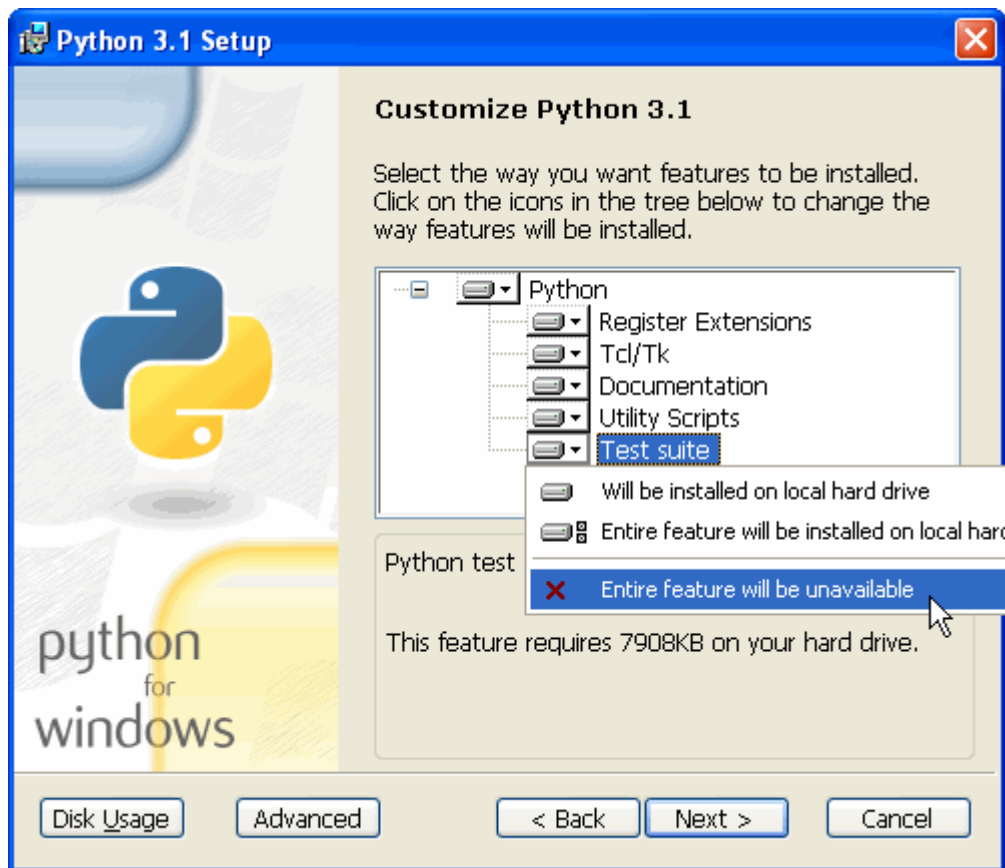 Python 3.1 Setup
Customize Python 3.1
Select the way you want features to be installed.
Click on the icons in the tree below to change the
way features will be installed.
Python
Register Extensions
Tcl/Tk
Documentation
Utility Scripts
Test suite
Will be installed on local hard drive
Entire feature will be installed on local hard
Entire feature will be unavailable
Python test
This feature requires 7908KB on your hard drive.
python
for
windows
Disk Usage
Advanced
< Back
Next >
Cancel